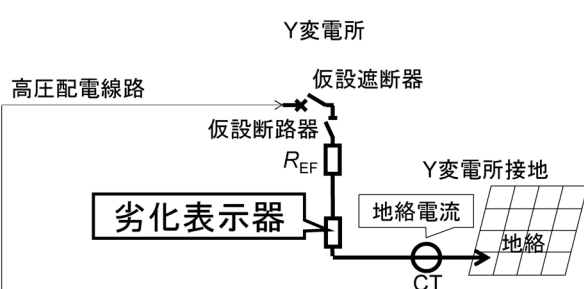 Y変電所
高圧配電線路
仮設遮断器
仮設断路器
REF
Y変電所接地
劣化表示器
地絡電流
地絡
CT